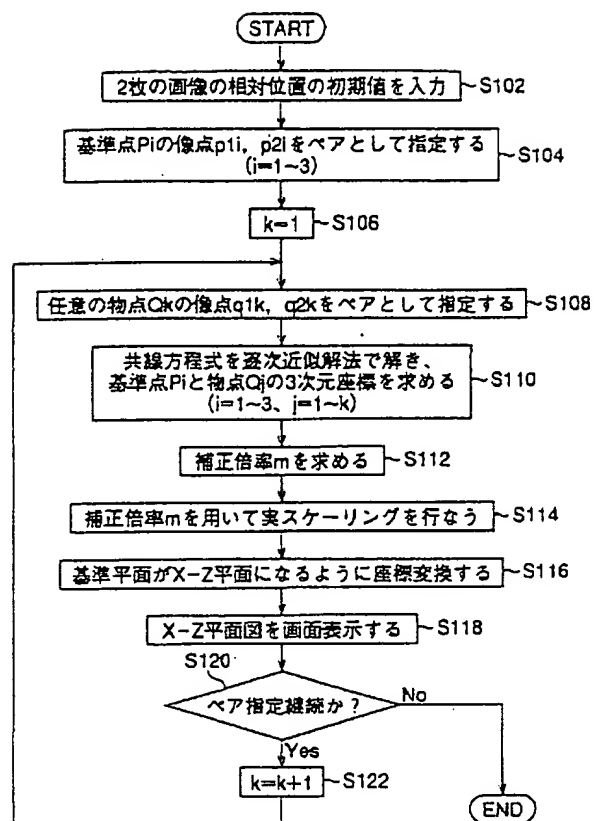 START
2枚の画像の相対位置の初期値を入力
S102
基準点Piの像点p1i, p2iをペアとして指定する
(i=1~3)
S104
k=1
S106
任意の物点Qkの像点q1k, q2kをペアとして指定する
S108
共線方程式を逐次近似解法で解き、
基準点Piと物点Qjの3次元座標を求める
(i=1~3、j=1~k)
S110
補正倍率mを求める
S112
補正倍率mを用いて実スケーリングを行なう
S114
基準平面がX-Z平面になるように座標変換する
S116
X-Z平面図を画面表示する
S118
S120
ペア指定継続か?
No
Yes
k=k+1
S122
END